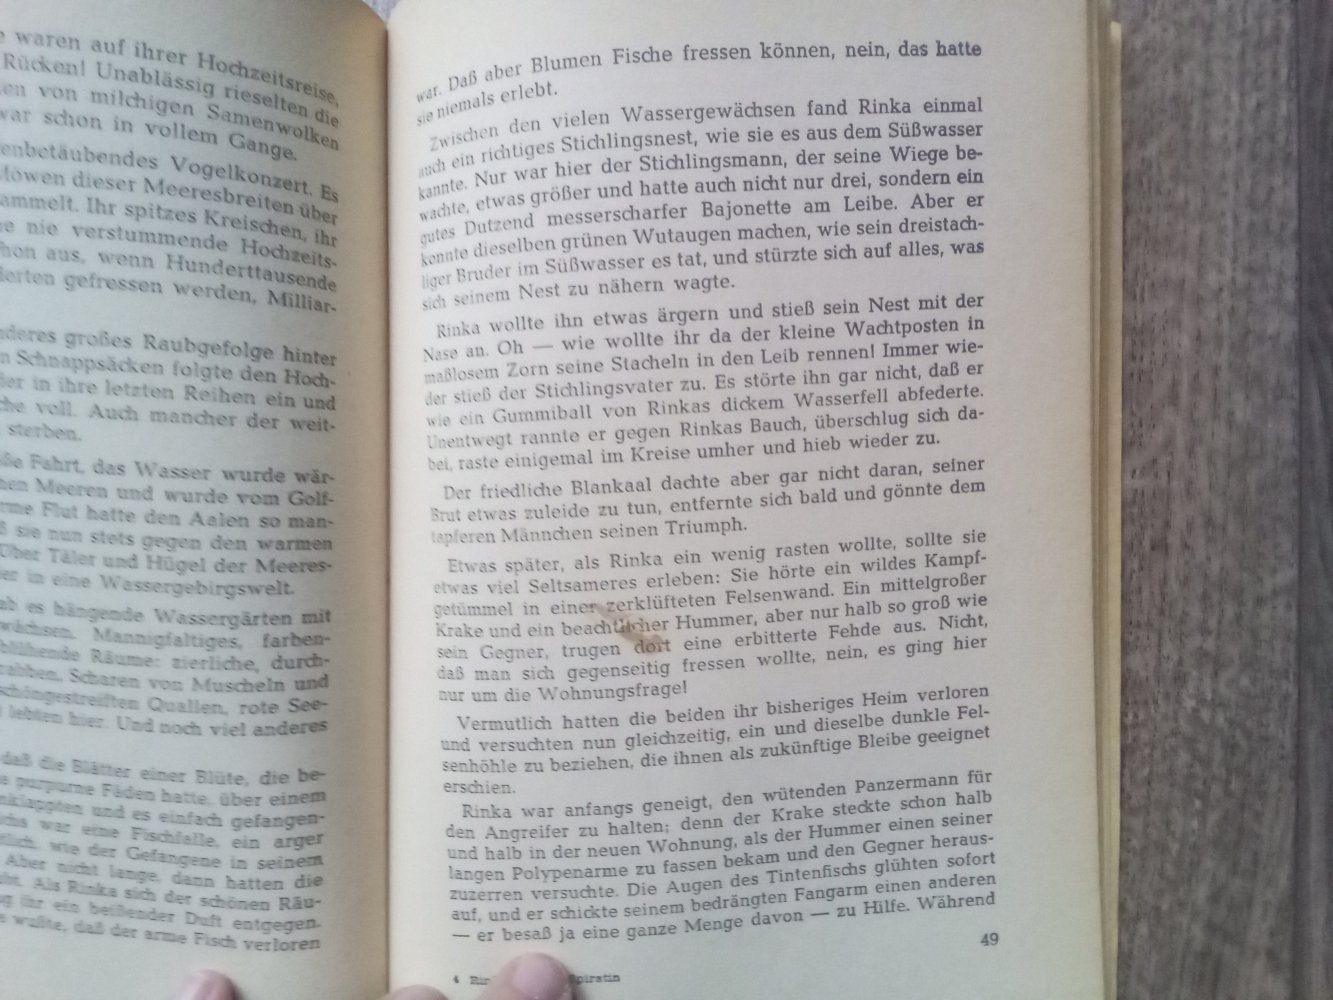 waren auf ihrer Hochzeitsreise,
Rücken! Unablässig rieselten die
von milchigen Samenwolken
war schon in vollem Gange.
Vogelkonzert. Es
Möwen dieser Meeresbreiten über
Ihr spitzes Kreischen, ihr
nie verstummende Hochzeits-
aus, wenn Hunderttausende
gefressen werden, Milliar-
großes Raubgefolge hinter
Schnappsäcken folgte den Hoch-
in ihre letzten Reihen ein und
voll. Auch mancher der weit-
sterben.
Fahrt, das Wasser wurde wär-
Meeren und wurde vom Golf-
Flut hatte den Aalen so man-
sie nun stets gegen den warmen
Über Täler und Hügel der Meeres-
in eine Wassergebirgswelt.
es hängende Wassergärten mit
Mannigfaltiges, farben-
blühende Räume: zierliche, durch-
Scharen von Muscheln und
Quallen, rote See-
lebten hier. Und noch viel anderes
daß die Blätter einer Blüte, die be-
purpurne Fäden hatte, über einem
und es einfach gefangen-
war eine Fischfalle, ein arger
wie der Gefangene in seinem
Aber nicht lange, dann hatten die
Als Rinka sich der schönen Räu-
ihr ein beißender Duft entgegen.
wußte, daß der arme Fisch verloren
war. Daß aber Blumen Fische fressen können, nein, das hatte
sie niemals erlebt.
Zwischen den vielen Wassergewächsen fand Rinka einmal
auch ein richtiges Stichlingsnest, wie sie es aus dem Süßwasser
kannte. Nur war hier der Stichlingsmann, der seine Wiege be-
wachte, etwas größer und hatte auch nicht nur drei, sondern ein
gutes Dutzend messerscharfer Bajonette am Leibe. Aber er
konnte dieselben grünen Wutaugen machen, wie sein dreistach-
liger Bruder im Süßwasser es tat, und stürzte sich auf alles, was
sich seinem Nest zu nähern wagte.
Rinka wollte ihn etwas ärgern und stieß sein Nest mit der
Nase an. Oh — wie wollte ihr da der kleine Wachtposten in
maßlosem Zorn seine Stacheln in den Leib rennen! Immer wie-
der stieß der Stichlingsvater zu. Es störte ihn gar nicht, daß er
wie ein Gummiball von Rinkas dickem Wasserfell abfederte.
Unentwegt rannte er gegen Rinkas Bauch, überschlug sich da-
bei, raste einigemal im Kreise umher und hieb wieder zu.
Der friedliche Blankaal dachte aber gar nicht daran, seiner
Brut etwas zuleide zu tun, entfernte sich bald und gönnte dem
tapferen Männchen seinen Triumph.
Etwas später, als Rinka ein wenig rasten wollte, sollte sie
etwas viel Seltsameres erleben: Sie hörte ein wildes Kampf-
getümmel in einer zerklüfteten Felsenwand. Ein mittelgroßer
Krake und ein beachtlicher Hummer, aber nur halb so groß wie
sein Gegner, trugen dort eine erbitterte Fehde aus. Nicht,
daß man sich gegenseitig fressen wollte, nein, es ging hier
nur um die Wohnungsfrage!
Vermutlich hatten die beiden ihr bisheriges Heim verloren
und versuchten nun gleichzeitig, ein und dieselbe dunkle Fel-
senhöhle zu beziehen, die ihnen als zukünftige Bleibe geeignet
erschien.
Rinka war anfangs geneigt, den wütenden Panzermann für
den Angreifer zu halten; denn der Krake steckte schon halb
und halb in der neuen Wohnung, als der Hummer einen seiner
langen Polypenarme zu fassen bekam und den Gegner heraus-
zuzerren versuchte. Die Augen des Tintenfischs glühten sofort
auf, und er schickte seinem bedrängten Fangarm einen anderen
— er besaß ja eine ganze Menge davon — zu Hilfe. Während
49
4